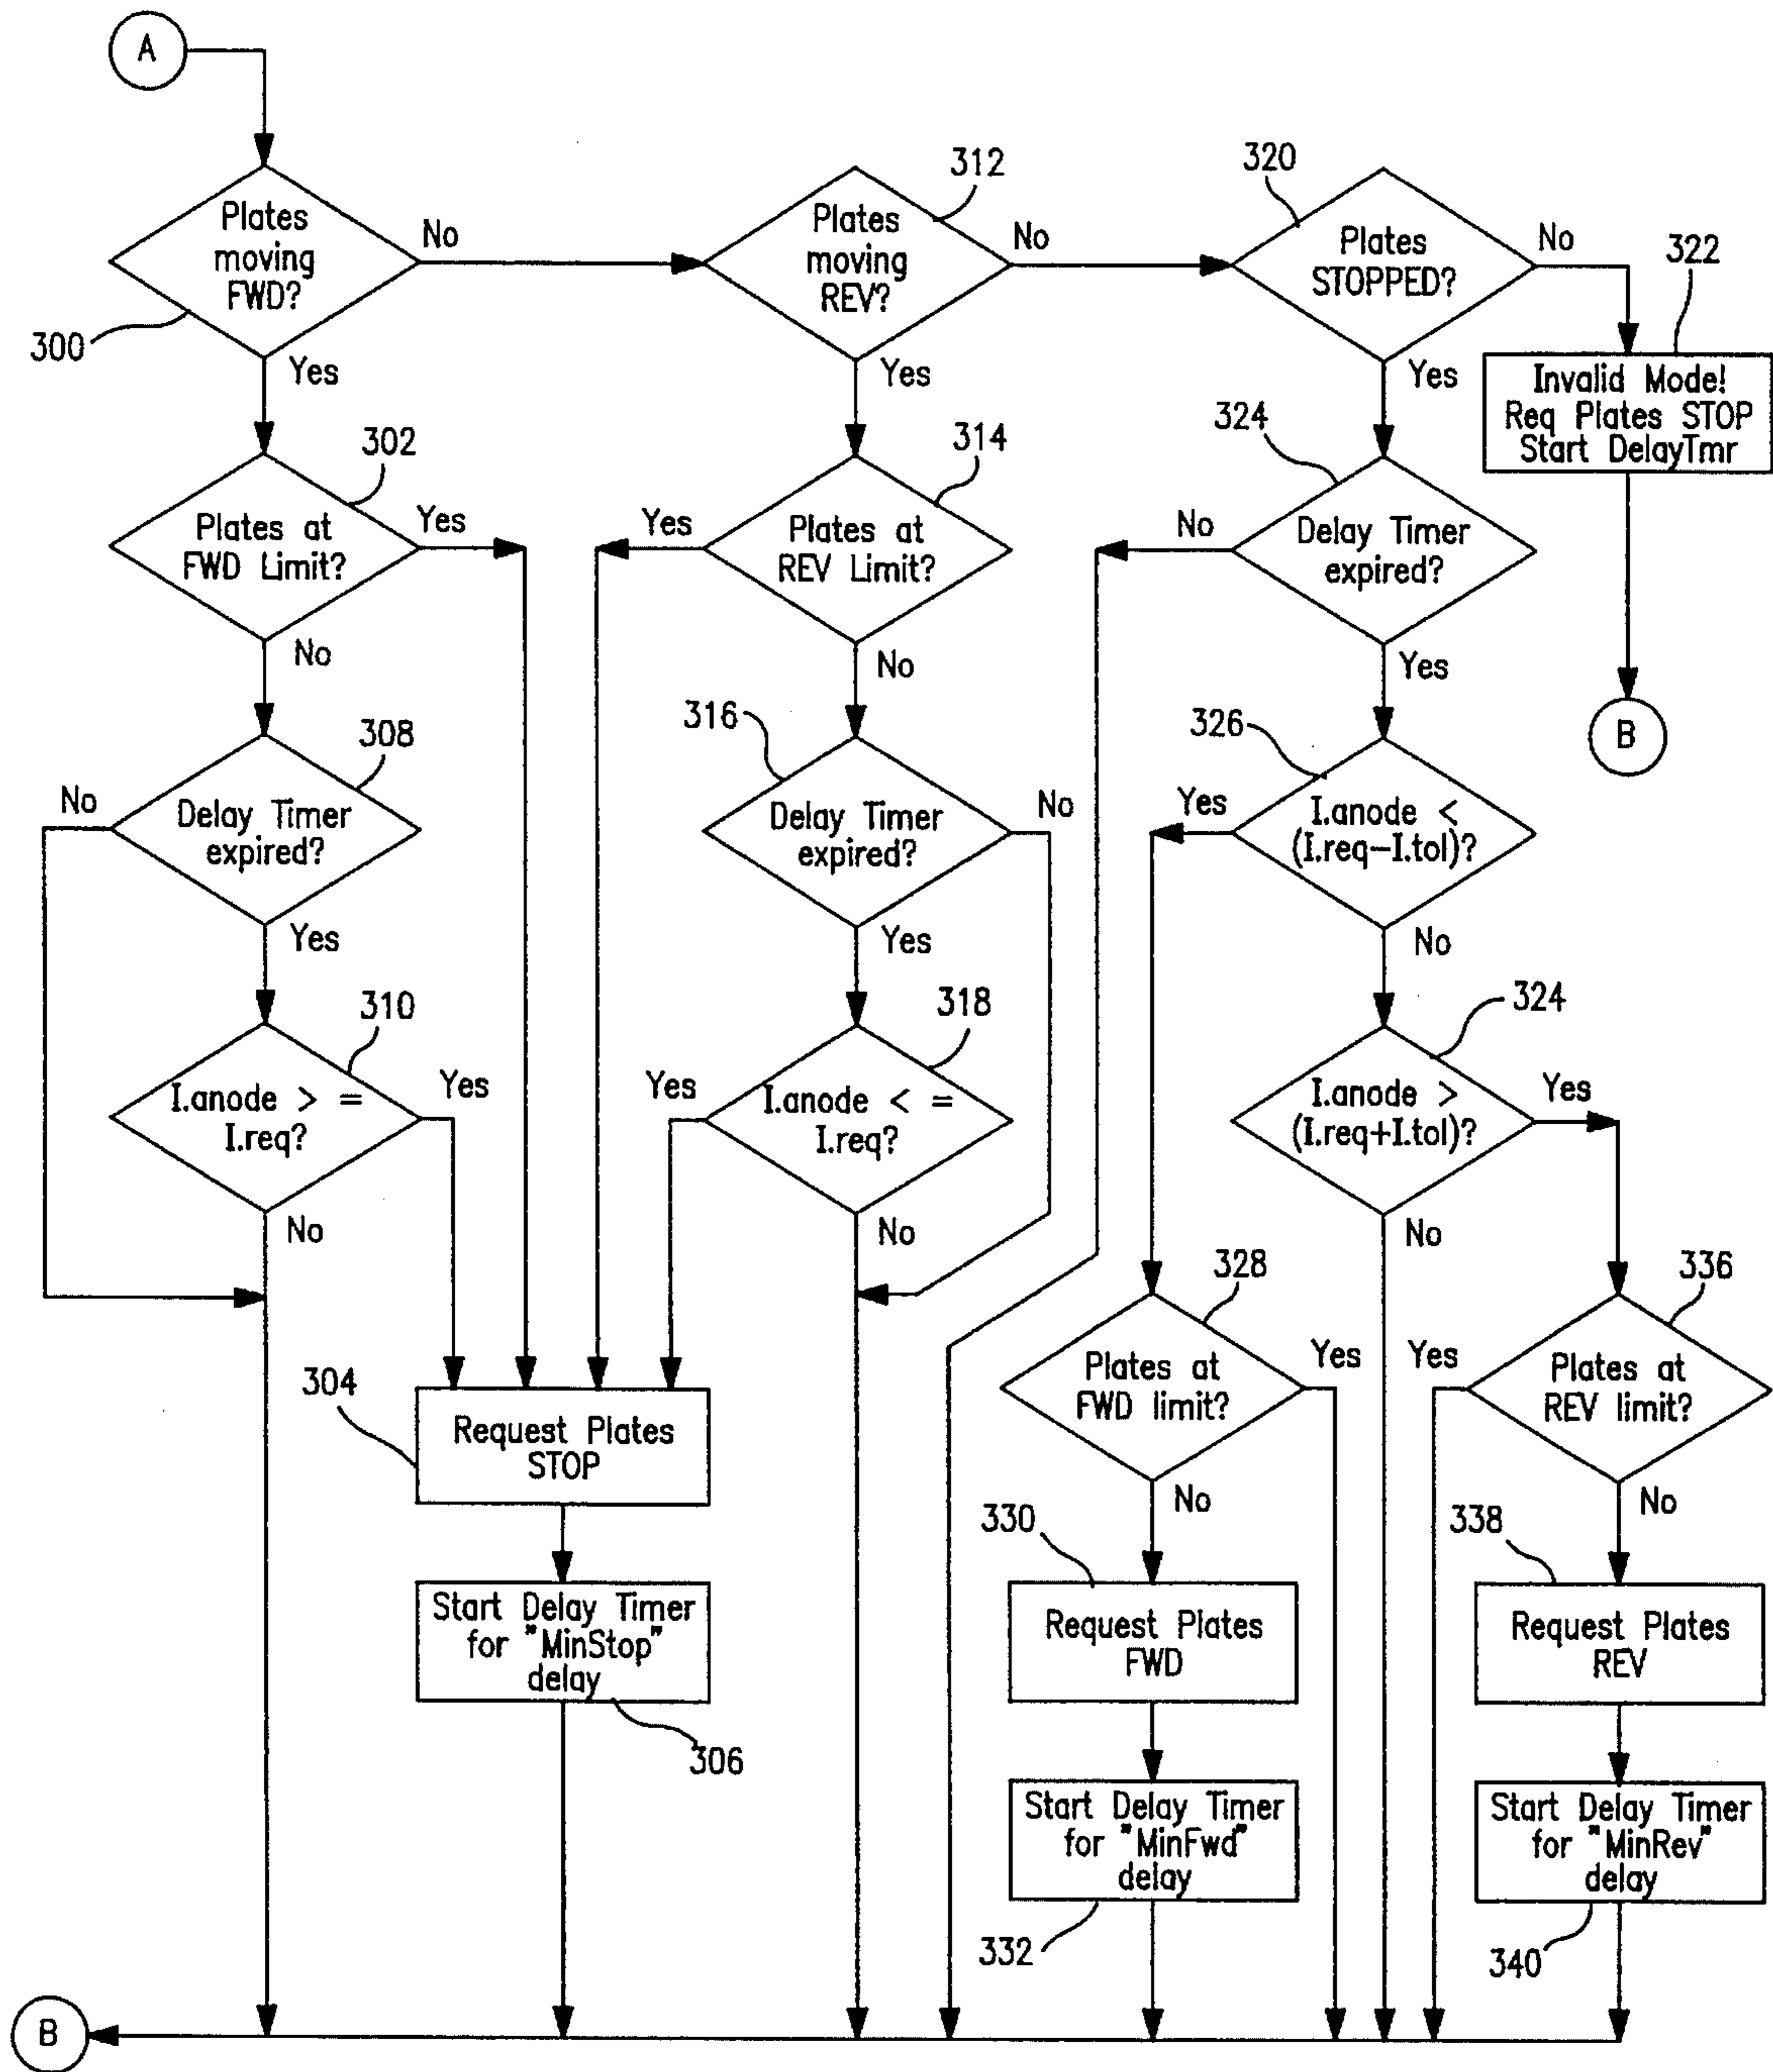 A
Plates
moving
FWD?
300
No
Yes
Plates
moving
REV?
312
No
Yes
Plates
STOPPED?
320
No
Yes
Invalid Mode!
Req Plates STOP
Start DelayTmr
322
B
Plates at
FWD Limit?
302
Yes
No
Plates at
REV Limit?
314
Yes
No
Delay Timer
expired?
324
No
Yes
Delay Timer
expired?
308
No
Yes
Delay Timer
expired?
316
No
Yes
I.anode <
(I.req-I.tol)?
326
Yes
No
I.anode > =
I.req?
310
Yes
No
I.anode < =
I.req?
318
Yes
No
I.anode >
(I.req+I.tol)?
324
Yes
No
Request Plates
STOP
304
Start Delay Timer
for "MinStop"
delay
306
Plates at
FWD limit?
328
Yes
No
Plates at
REV limit?
336
Yes
No
Request Plates
FWD
330
Request Plates
REV
338
Start Delay Timer
for "MinFwd"
delay
332
Start Delay Timer
for "MinRev"
delay
340
B